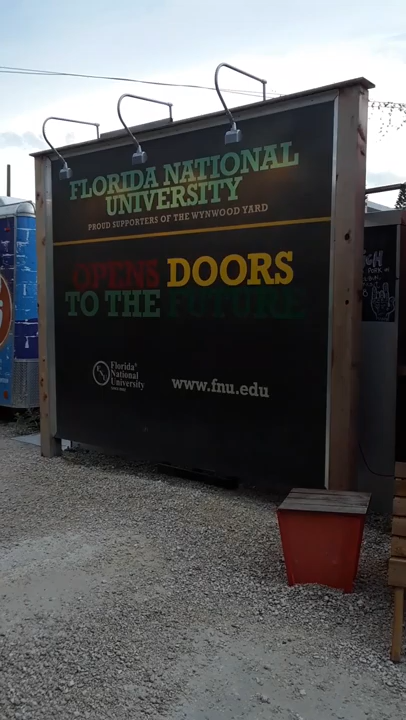 FLORIDA NATIONAL
UNIVERSITY
PROUD SUPPORTERS OF THE WYNWOOD YARD
OPENS DOORS
TO THE FUTURE
Florida
National
University
www.fnu.edu